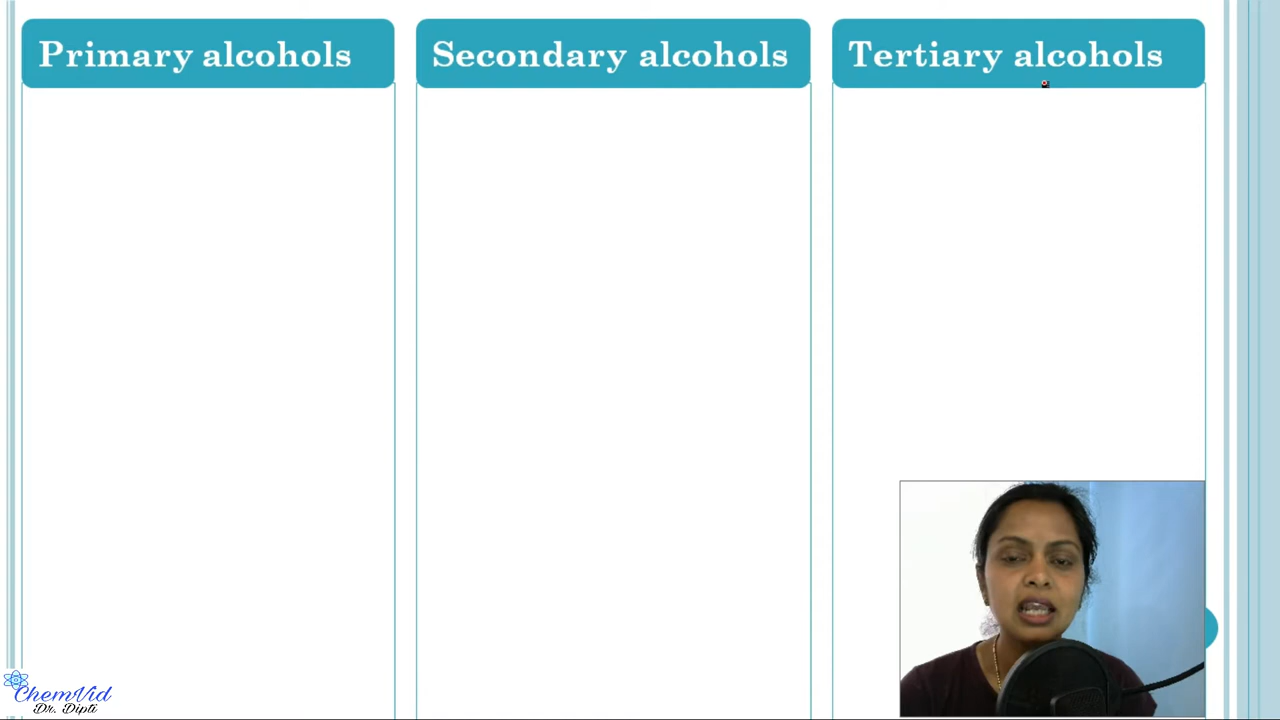 Primary alcohols
Secondary alcohols
Tertiary alcohols
ChemVid
Dr. Dipti